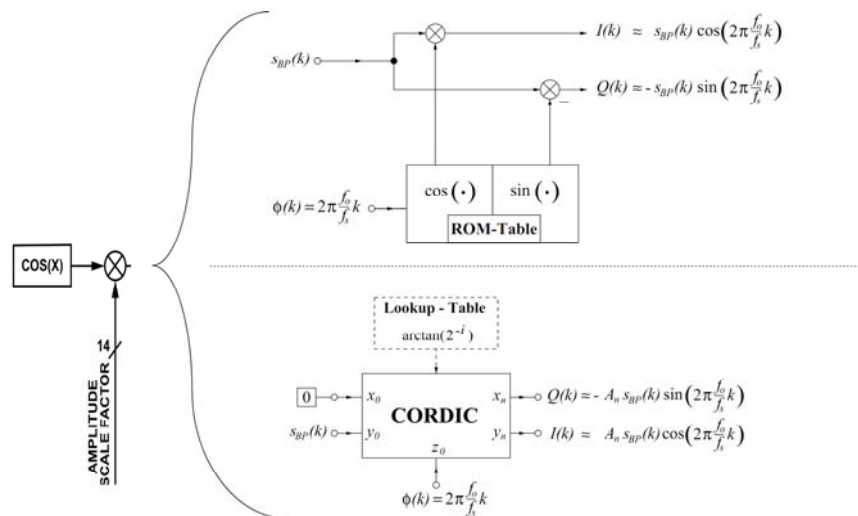 COS(X)
14
AMPLITUDE
SCALE FACTOR
s_BP(k)
I(k) ≈ s_BP(k) cos(2π f_o/f_s k)
Q(k) ≈ - s_BP(k) sin(2π f_o/f_s k)
−
cos(·) sin(·)
ϕ(k) = 2π f_o/f_s k
ROM-Table
Lookup - Table
arctan(2^-i)
0 x_0 x_n Q(k) ≈ - A_n s_BP(k) sin(2π f_o/f_s k)
CORDIC
s_BP(k) y_0 y_n I(k) ≈ A_n s_BP(k) cos(2π f_o/f_s k)
z_0
ϕ(k) = 2π f_o/f_s k